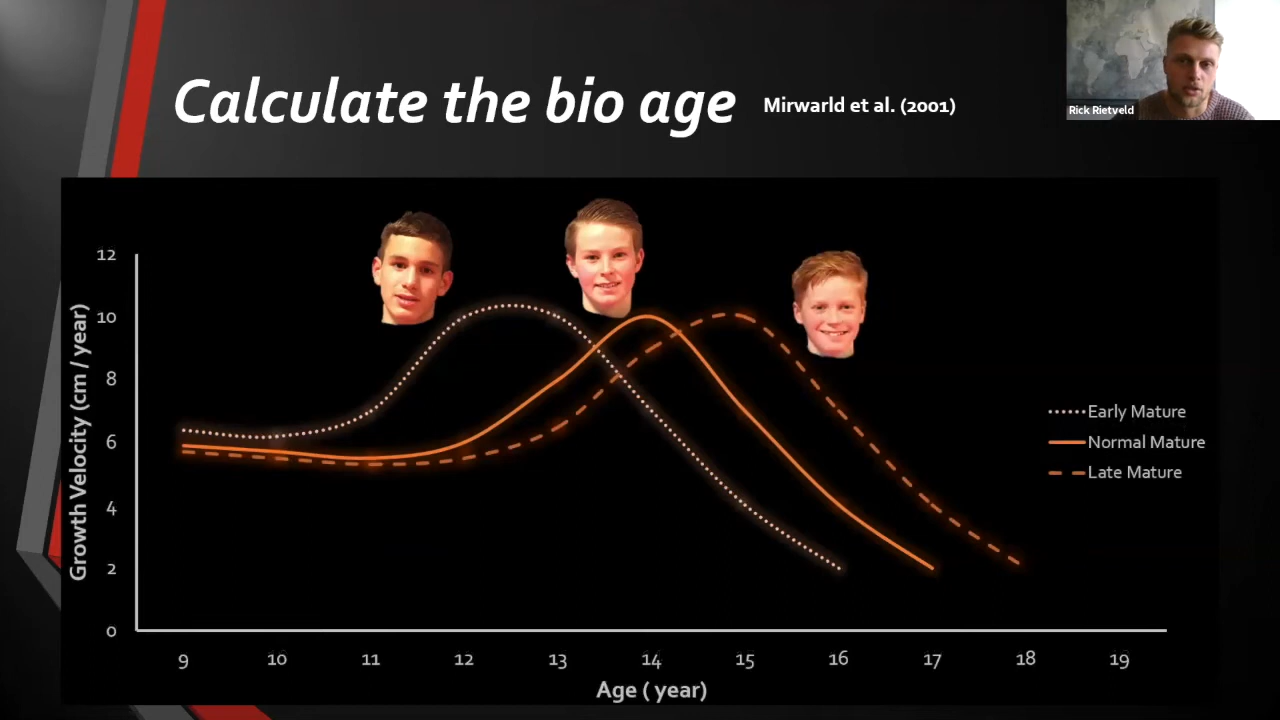 Calculate the bio age
Mirwarld et al. (2001)
Rick Rietveld
12
10
8
6
4
2
0
Growth Velocity (cm / year)
9 10 11 12 13 14 15 16 17 18 19
Age ( year)
Early Mature
Normal Mature
Late Mature